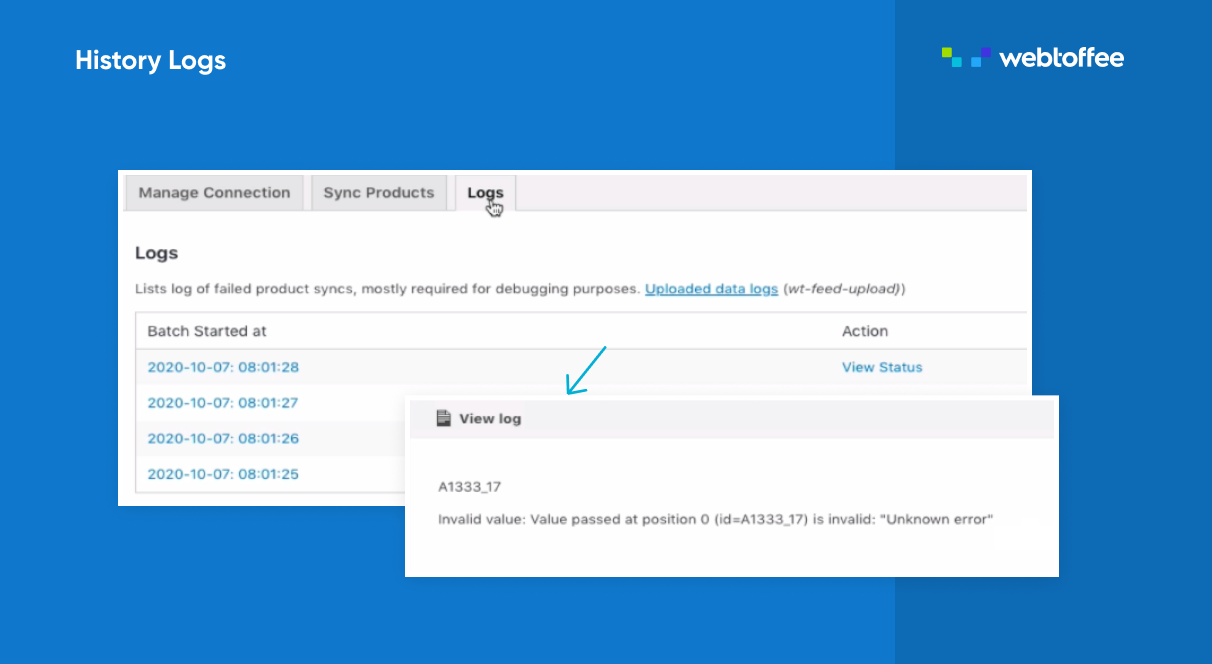 History Logs
webtoffee
Manage Connection Sync Products Logs
Logs
Lists log of failed product syncs, mostly required for debugging purposes. Uploaded data logs (wt-feed-upload))
Batch Started at Action
2020-10-07: 08:01:28 View Status
2020-10-07: 08:01:27
2020-10-07: 08:01:26
2020-10-07: 08:01:25
View log
A1333_17
Invalid value: Value passed at position 0 (id=A1333_17) is invalid: "Unknown error"